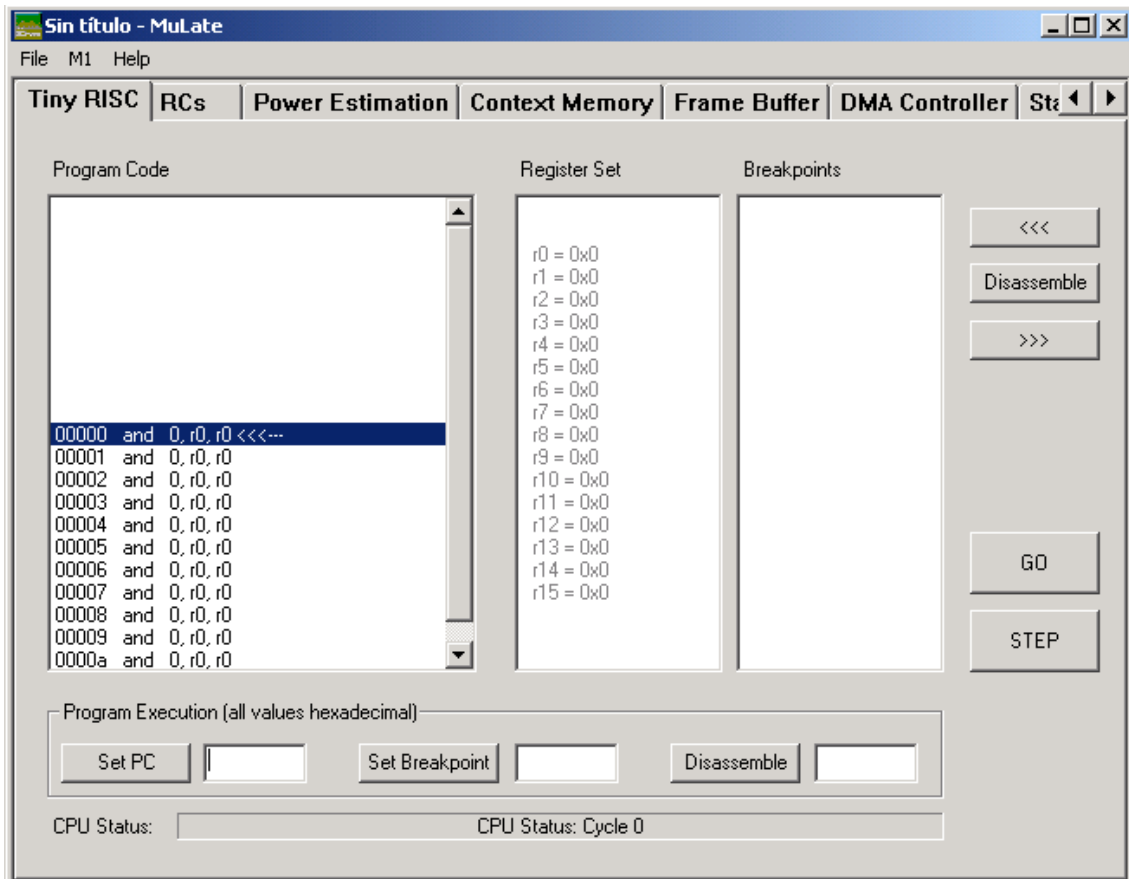 Sin título - MuLate
File M1 Help
Tiny RISC RCs Power Estimation Context Memory Frame Buffer DMA Controller
Program Code Register Set Breakpoints
<<<
Disassemble
>>>
r0 = 0x0
r1 = 0x0
r2 = 0x0
r3 = 0x0
r4 = 0x0
r5 = 0x0
r6 = 0x0
r7 = 0x0
r8 = 0x0
r9 = 0x0
r10 = 0x0
r11 = 0x0
r12 = 0x0
r13 = 0x0
r14 = 0x0
r15 = 0x0
00000 and 0, r0, r0 <<<---
00001 and 0, r0, r0
00002 and 0, r0, r0
00003 and 0, r0, r0
00004 and 0, r0, r0
00005 and 0, r0, r0
00006 and 0, r0, r0
00007 and 0, r0, r0
00008 and 0, r0, r0
00009 and 0, r0, r0
0000a and 0, r0, r0
GO
STEP
Program Execution (all values hexadecimal)
Set PC Set Breakpoint Disassemble
CPU Status: CPU Status: Cycle 0